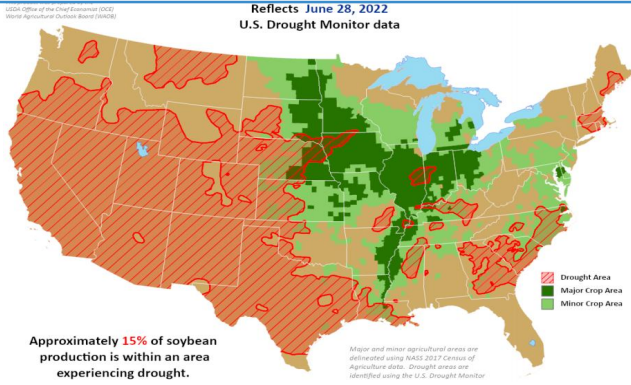 USDA Office of the Chief Economist (OCE)
World Agricultural Outlook Board (WAOB)
Reflects June 28, 2022
U.S. Drought Monitor data
Drought Area
Major Crop Area
Minor Crop Area
Approximately 15% of soybean
production is within an area
experiencing drought.
Major and minor agricultural areas are
delineated using NASS 2017 Census of
Agriculture data. Drought areas are
identified using the U.S. Drought Monitor